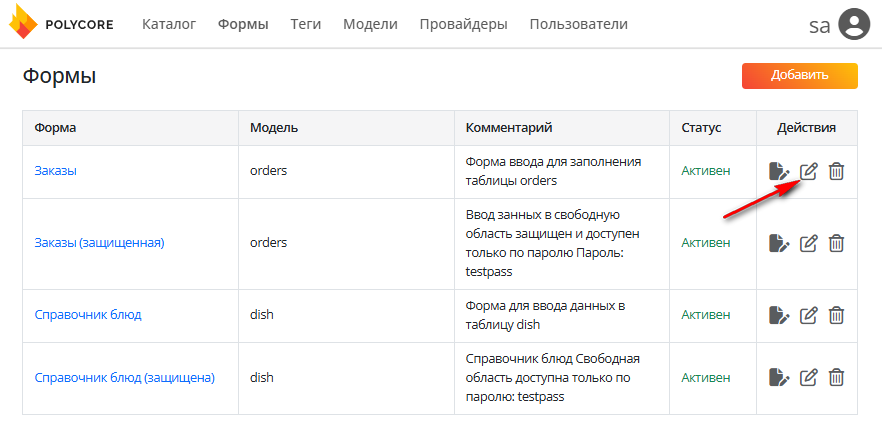 POLYCORE Каталог Формы Теги Модели Провайдеры Пользователи sa
Формы
Добавить
Форма Модель Комментарий Статус Действия
Заказы orders Форма ввода для заполнения Активен
таблицы orders
Заказы (защищенная) orders Ввод занных в свободную Активен
область защищен и доступен
только по паролю Пароль:
testpass
Справочник блюд dish Форма для ввода данных в Активен
таблицу dish
Справочник блюд (защищена) dish Справочник блюд Свободная Активен
область доступна только по
паролю: testpass